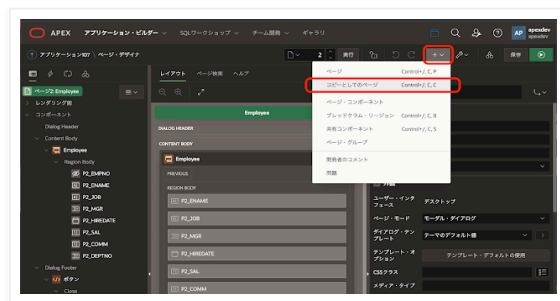 APEX アプリケーション・ビルダー SQLワークショップ チーム開発 ギャラリ AP apexdev apexdev
アプリケーション107 \ ページ・デザイナ 2 実行 保存
ページ2: Employee
レンダリング前
コンポーネント
Dialog Header
Content Body
Employee
Region Body
P2_EMPNO
P2_ENAME
P2_JOB
P2_MGR
P2_HIREDATE
P2_SAL
P2_COMM
P2_DEPTNO
Dialog Footer
ボタン
Close
レイアウト ページ検索 ヘルプ
Employee
DIALOG HEADER
CONTENT BODY
Employee
PREVIOUS
REGION BODY
P2_ENAME
P2_JOB
P2_MGR
P2_HIREDATE
P2_SAL
P2_COMM
ページ Control+/, C, P
コピーとしてのページ Control+/, C, C
ページ・コンポーネント
ブレッドクラム・リージョン Control+/, C, B
共有コンポーネント Control+/, C, S
ページ・グループ
開発者のコメント
問題
外観
ユーザー・インタフェース デスクトップ
ページ・モード モーダル・ダイアログ
ダイアログ・テンプレート テーマのデフォルト値
テンプレート・オプション テンプレート・デフォルトの使用
CSSクラス
メディア・タイプ